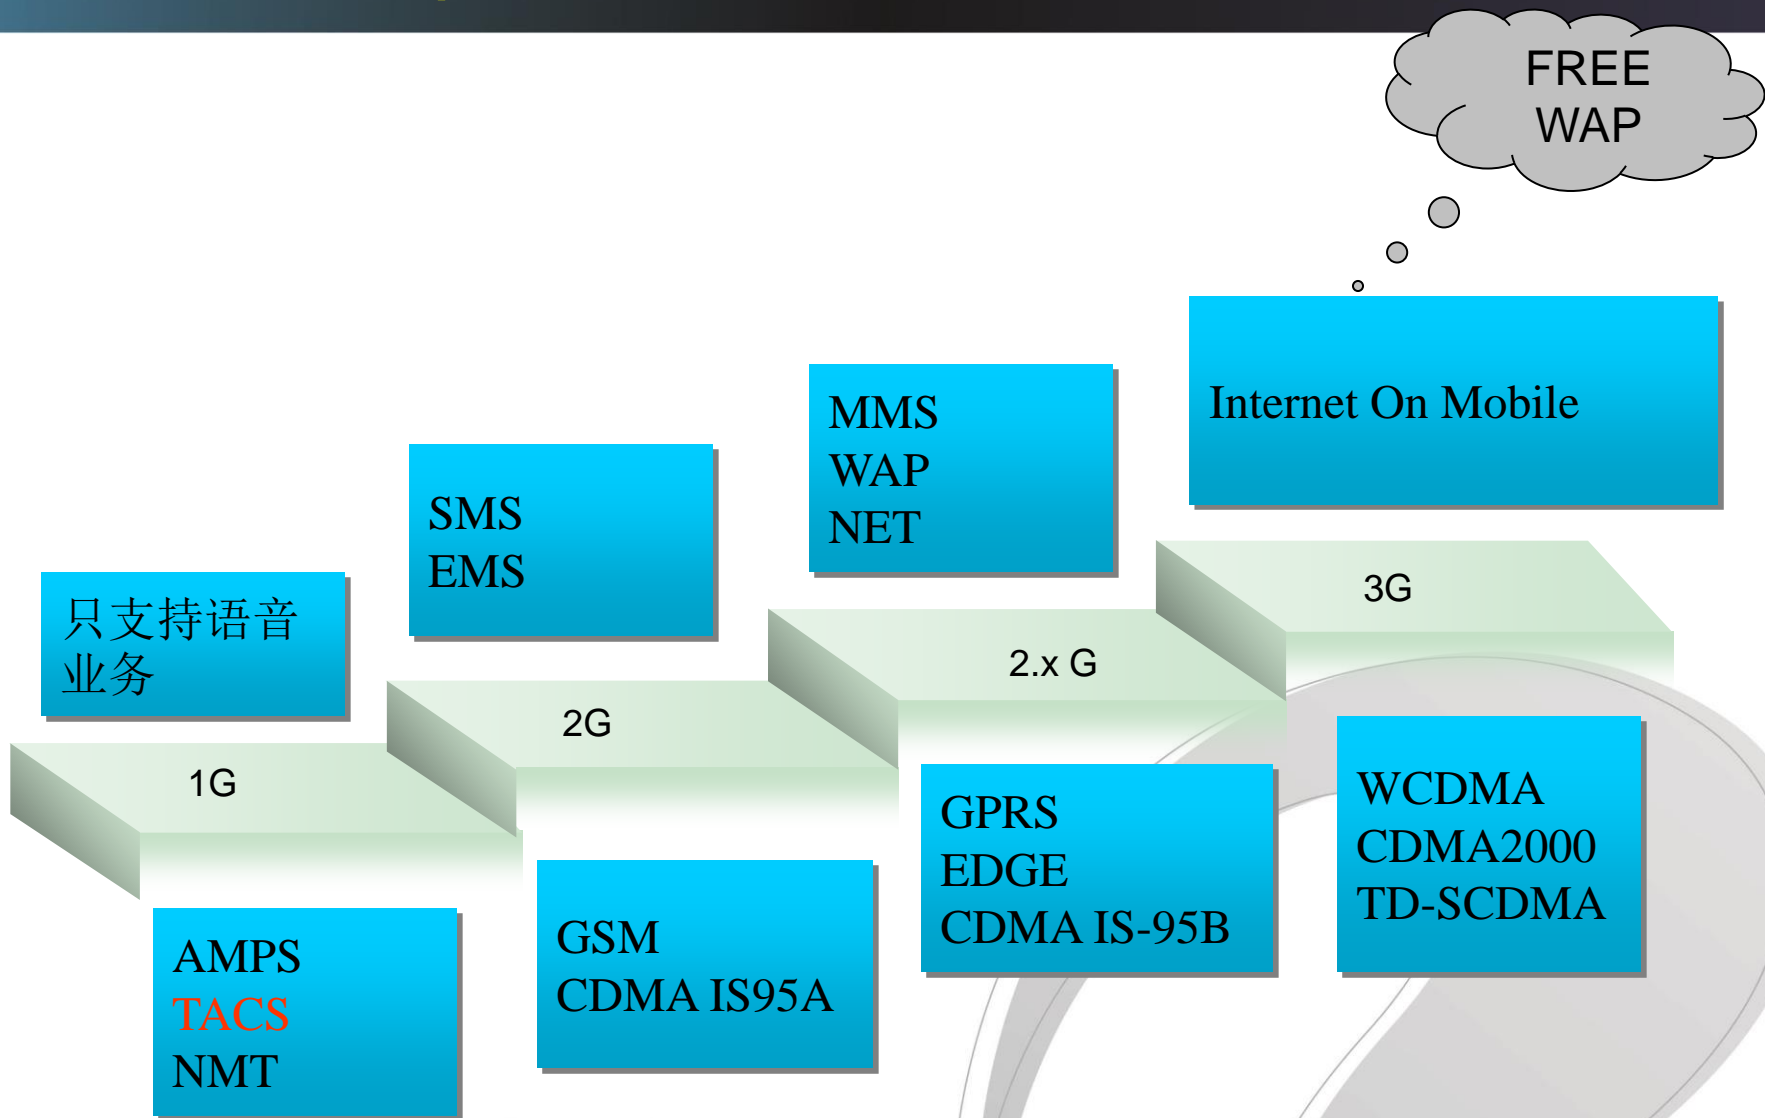 FREE
WAP
Internet On Mobile
MMS
WAP
NET
SMS
EMS
只支持语音
业务
3G
2.x G
2G
1G
WCDMA
CDMA2000
TD-SCDMA
GPRS
EDGE
CDMA IS-95B
GSM
CDMA IS95A
AMPS
TACS
NMT